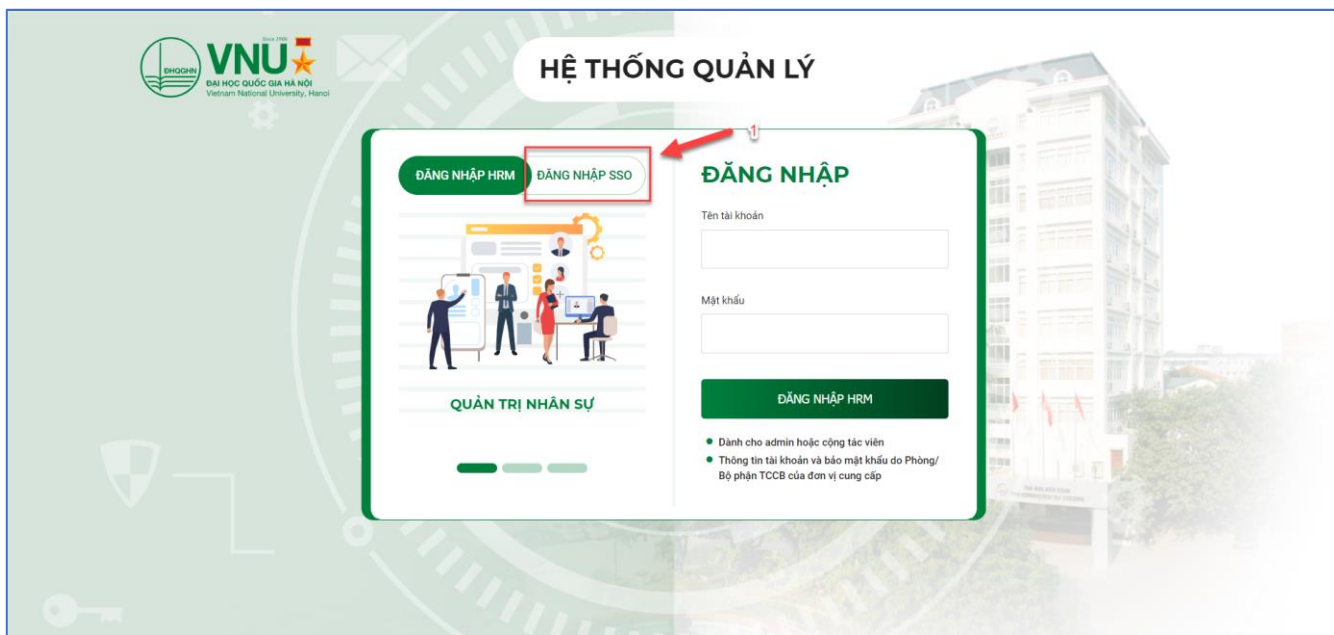 Since 1906
ĐHQGHN
VNU
ĐẠI HỌC QUỐC GIA HÀ NỘI
Vietnam National University, Hanoi
HỆ THỐNG QUẢN LÝ
1
ĐĂNG NHẬP HRM
ĐĂNG NHẬP SSO
QUẢN TRỊ NHÂN SỰ
ĐĂNG NHẬP
Tên tài khoản
Mật khẩu
ĐĂNG NHẬP HRM
Dành cho admin hoặc cộng tác viên
Thông tin tài khoản và bảo mật khẩu do Phòng/
Bộ phận TCCB của đơn vị cung cấp